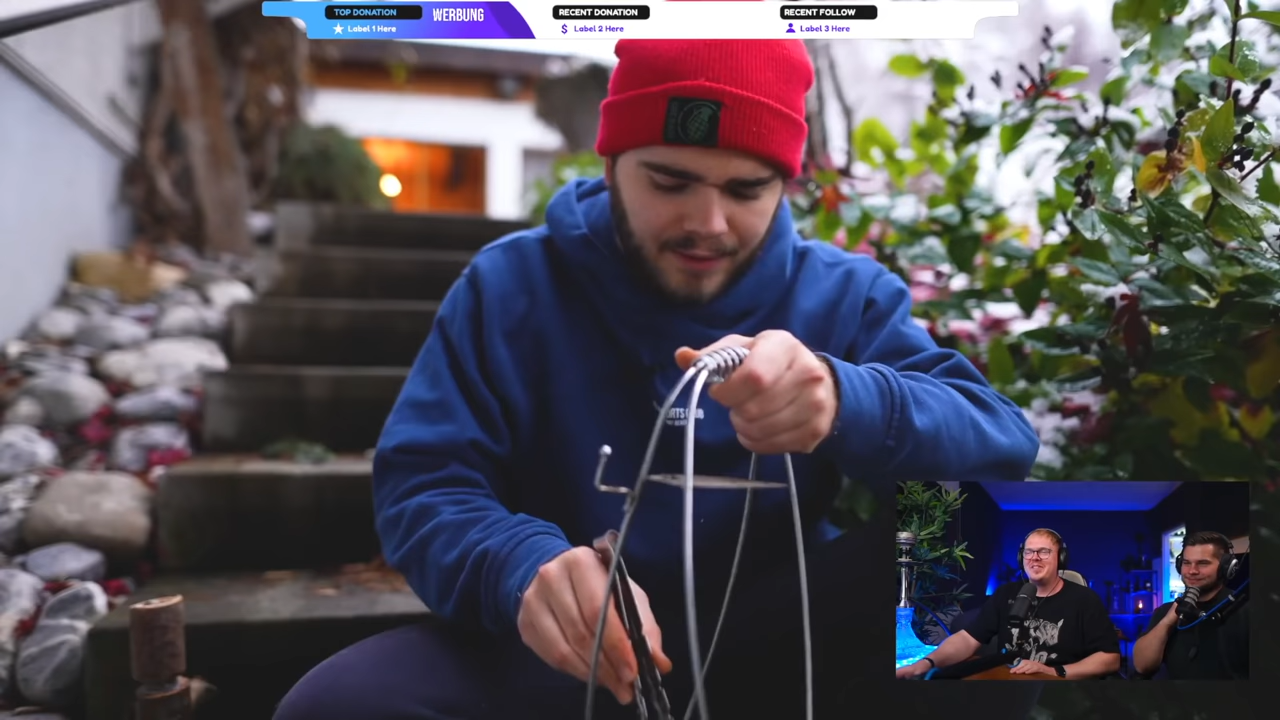 TOP DONATION
Label 1 Here
WERBUNG
RECENT DONATION
Label 2 Here
RECENT FOLLOW
Label 3 Here